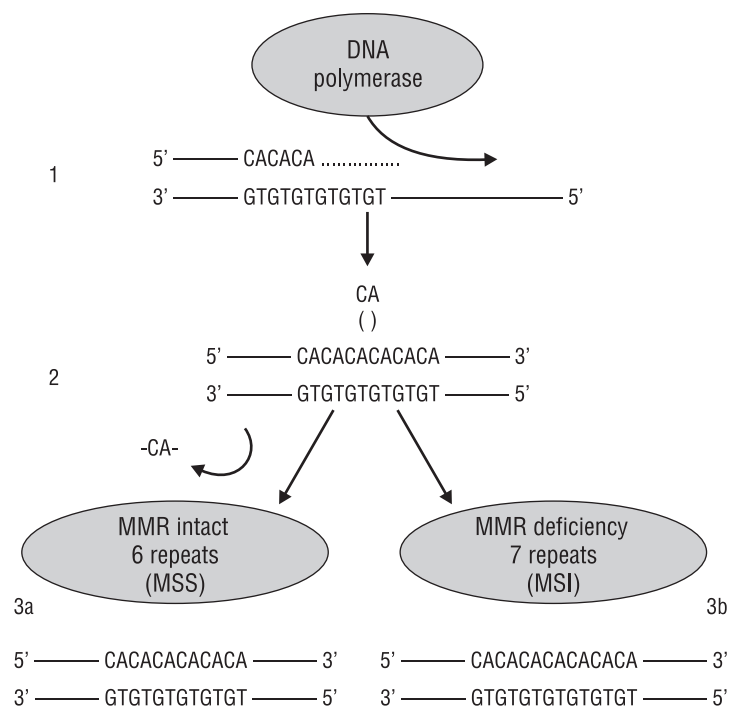 DNA
polymerase
1
5’ CACACA ..............
3’ GTGTGTGTGTGT 5’
CA
( )
2
5’ CACACACACACA 3’
3’ GTGTGTGTGTGT 5’
-CA-
MMR intact
6 repeats
(MSS)
MMR deficiency
7 repeats
(MSI)
3a
3b
5’ CACACACACACA 3’
3’ GTGTGTGTGTGT 5’
5’ CACACACACACACA 3’
3’ GTGTGTGTGTGTGT 5’